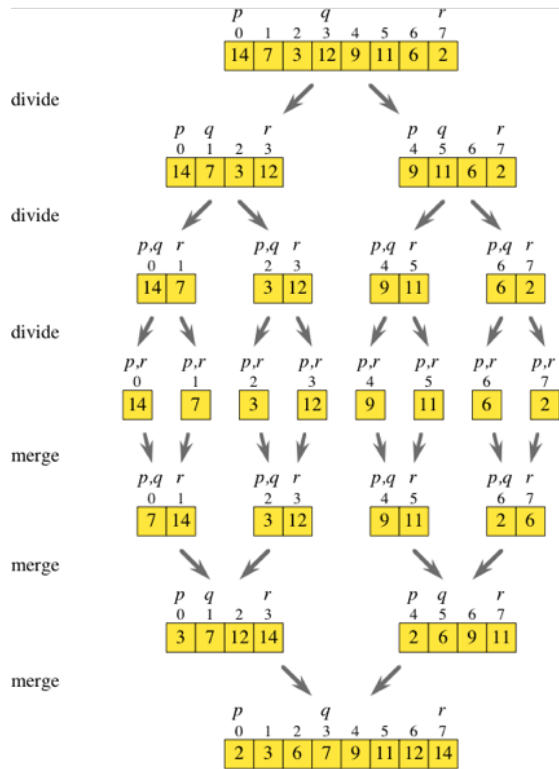 p q r
0 1 2 3 4 5 6 7
14 7 3 12 9 11 6 2
divide
p q r p q r
0 1 2 3 4 5 6 7
14 7 3 12 9 11 6 2
divide
p,q r p,q r p,q r p,q r
0 1 2 3 4 5 6 7
14 7 3 12 9 11 6 2
divide
p,r p,r p,r p,r p,r p,r p,r p,r
0 1 2 3 4 5 6 7
14 7 3 12 9 11 6 2
merge
p,q r p,q r p,q r p,q r
0 1 2 3 4 5 6 7
7 14 3 12 9 11 2 6
merge
p q r p q r
0 1 2 3 4 5 6 7
3 7 12 14 2 6 9 11
merge
p q r
0 1 2 3 4 5 6 7
2 3 6 7 9 11 12 14